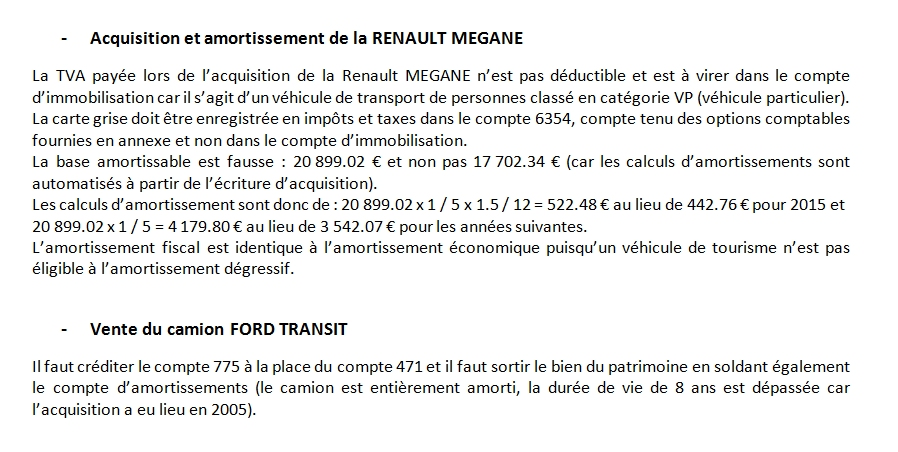 - Acquisition et amortissement de la RENAULT MEGANE
La TVA payée lors de l'acquisition de la Renault MEGANE n'est pas déductible et est à virer dans le compte
d'immobilisation car il s'agit d'un véhicule de transport de personnes classé en catégorie VP (véhicule particulier).
La carte grise doit être enregistrée en impôts et taxes dans le compte 6354, compte tenu des options comptables
fournies en annexe et non dans le compte d'immobilisation.
La base amortissable est fausse : 20 899.02 € et non pas 17 702.34 € (car les calculs d'amortissements sont
automatisés à partir de l'écriture d'acquisition).
Les calculs d'amortissement sont donc de : 20 899.02 x 1 / 5 x 1.5 / 12 = 522.48 € au lieu de 442.76 € pour 2015 et
20 899.02 x 1 / 5 = 4 179.80 € au lieu de 3 542.07 € pour les années suivantes.
L'amortissement fiscal est identique à l'amortissement économique puisqu'un véhicule de tourisme n'est pas
éligible à l'amortissement dégressif.
- Vente du camion FORD TRANSIT
Il faut créditer le compte 775 à la place du compte 471 et il faut sortir le bien du patrimoine en soldant également
le compte d'amortissements (le camion est entièrement amorti, la durée de vie de 8 ans est dépassée car
l'acquisition a eu lieu en 2005).